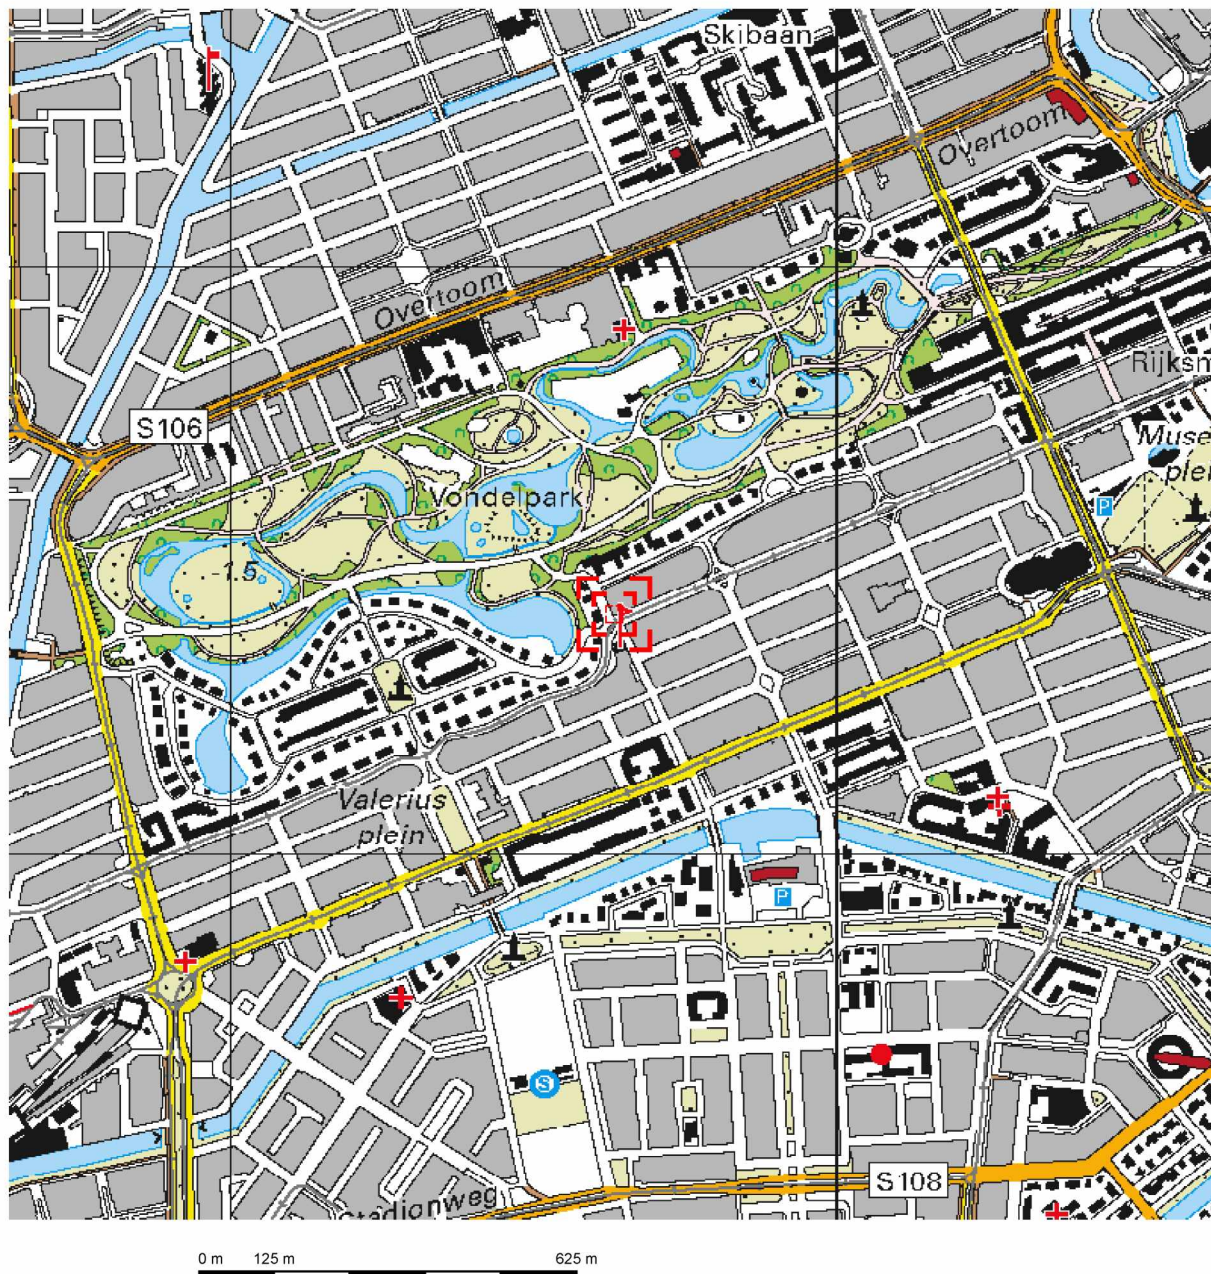 Skibaan
Overtoom
Overtoom
Rijksm
S106
Muse
plei
Vondelpark
P
-1.5
Valerius
plein
P
S
S108
Stadionweg
0 m 125 m 625 m